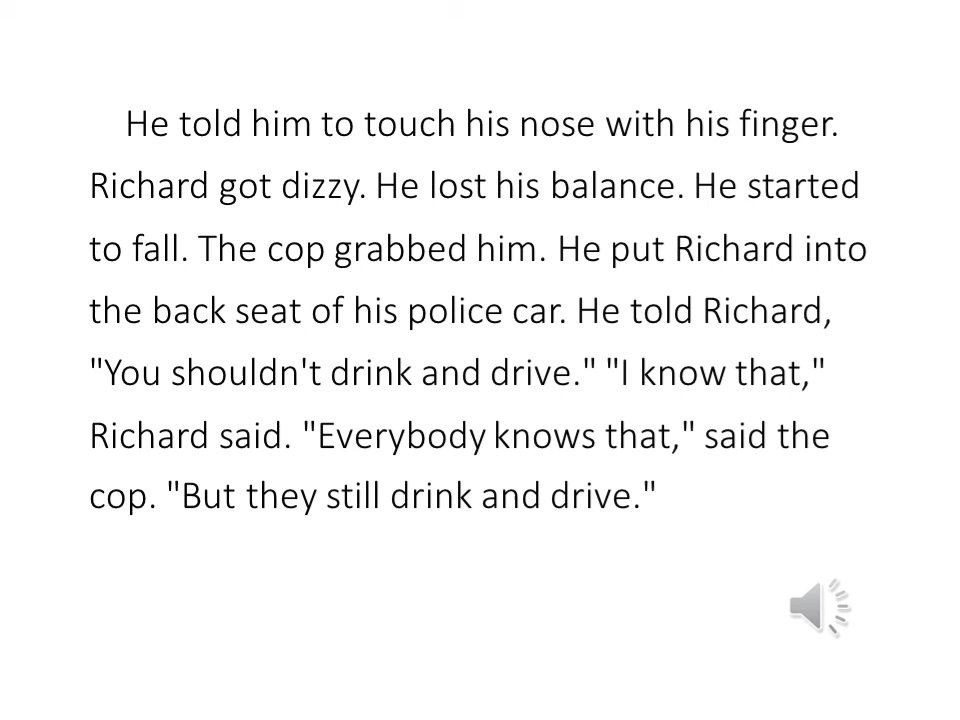 He told him to touch his nose with his finger.
Richard got dizzy. He lost his balance. He started
to fall. The cop grabbed him. He put Richard into
the back seat of his police car. He told Richard,
"You shouldn't drink and drive." "I know that,"
Richard said. "Everybody knows that," said the
cop. "But they still drink and drive."